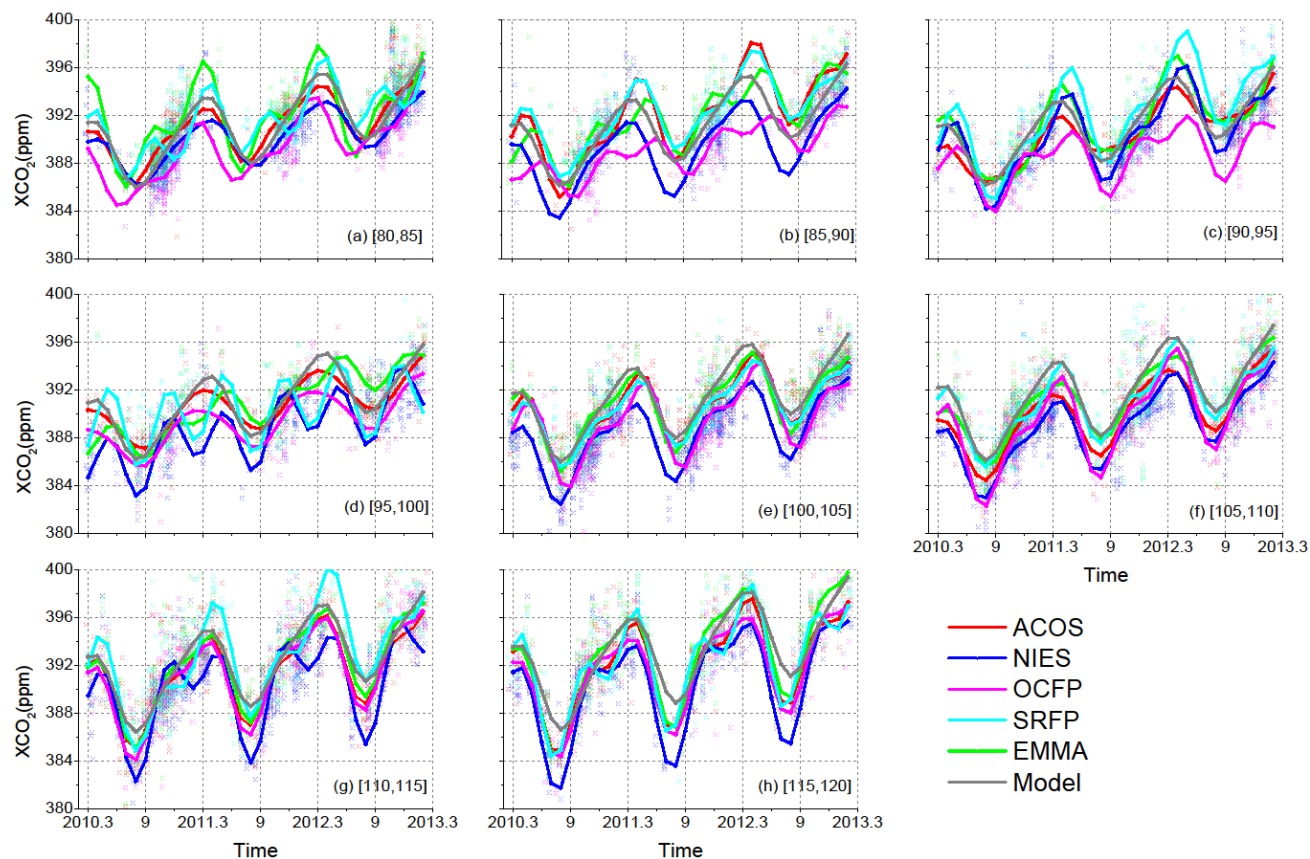 400
396
392
388
384
380
XCO2(ppm)
(a) [80,85]
(b) [85,90]
(c) [90,95]
400
396
392
388
384
380
XCO2(ppm)
(d) [95,100]
(e) [100,105]
(f) [105,110]
2010.3 9 2011.3 9 2012.3 9 2013.3
Time
400
396
392
388
384
380
XCO2(ppm)
(g) [110,115]
(h) [115,120]
2010.3 9 2011.3 9 2012.3 9 2013.3
Time
2010.3 9 2011.3 9 2012.3 9 2013.3
Time
ACOS
NIES
OCFP
SRFP
EMMA
Model